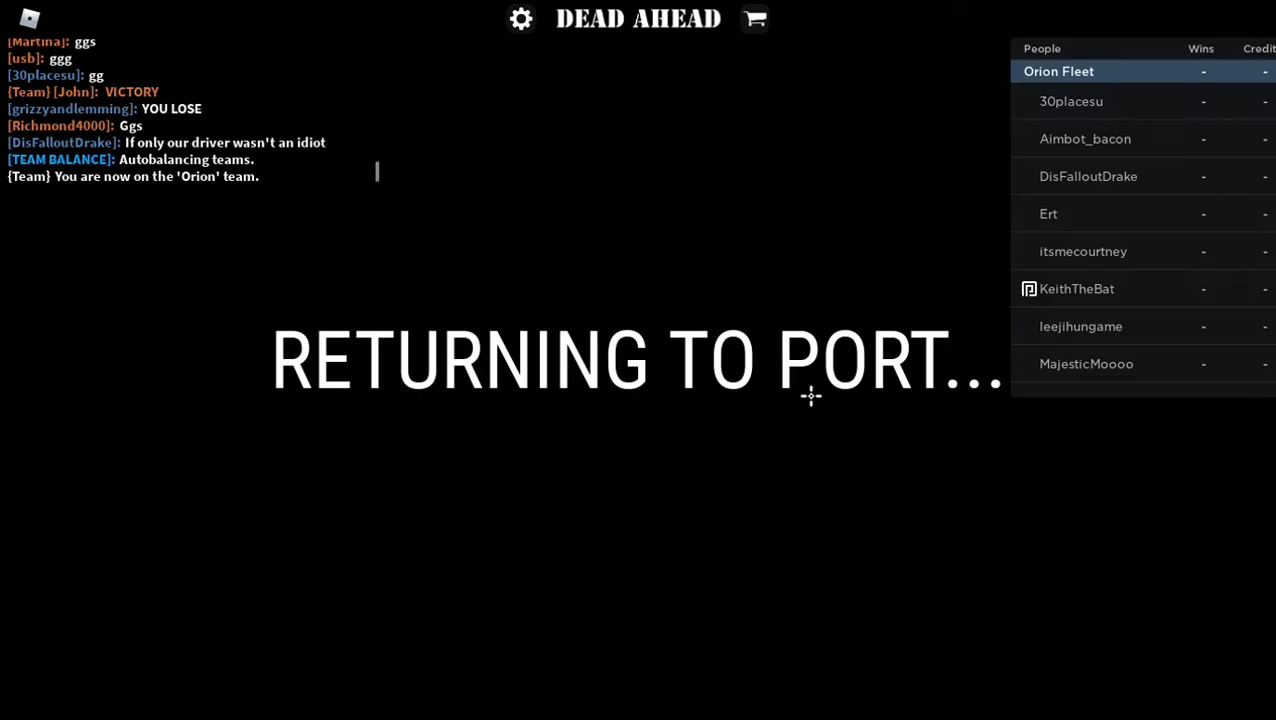 DEAD AHEAD
[Martina]: ggs
[usb]: ggg
[30placesu]: gg
{Team} [John]: VICTORY
[grizzyandlemming]: YOU LOSE
[Richmond4000]: Ggs
[DisFalloutDrake]: If only our driver wasn't an idiot
[TEAM BALANCE]: Autobalancing teams.
{Team} You are now on the 'Orion' team.
RETURNING TO PORT...
People Wins Credit
Orion Fleet - -
30placesu - -
Aimbot_bacon - -
DisFalloutDrake - -
Ert - -
itsmecourtney - -
KeithTheBat - -
leejihungame - -
MajesticMoooo - -